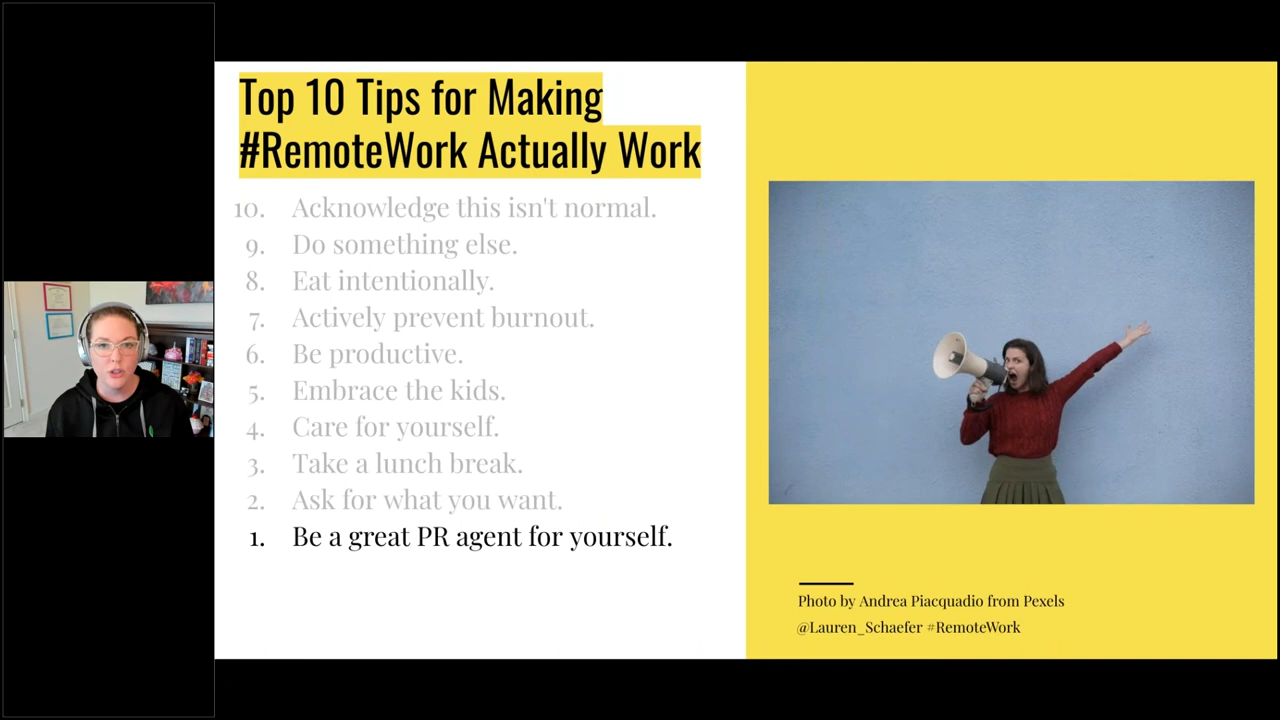 Top 10 Tips for Making
#RemoteWork Actually Work
10. Acknowledge this isn't normal.
9. Do something else.
8. Eat intentionally.
7. Actively prevent burnout.
6. Be productive.
5. Embrace the kids.
4. Care for yourself.
3. Take a lunch break.
2. Ask for what you want.
1. Be a great PR agent for yourself.
Photo by Andrea Piacquadio from Pexels
@Lauren_Schaefer #RemoteWork